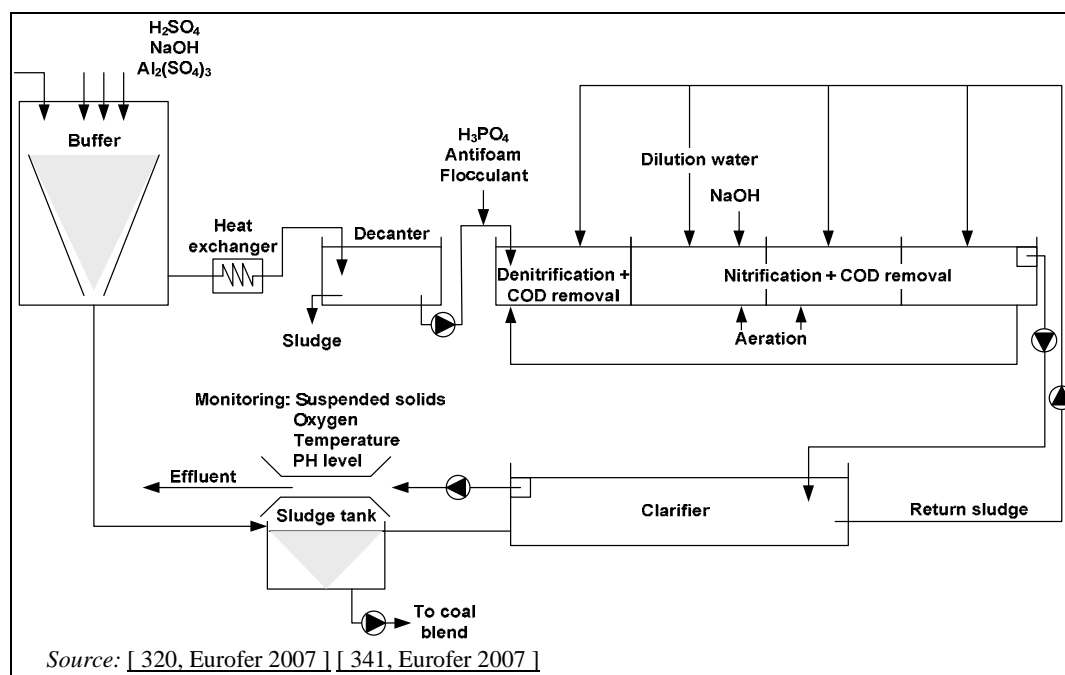 H₂SO₄
NaOH
Al₂(SO₄)₃
Buffer
Heat
exchanger
Decanter
Sludge
H₃PO₄
Antifoam
Flocculant
Dilution water
NaOH
Denitrification +
COD removal
Nitrification + COD removal
Aeration
Monitoring: Suspended solids
Oxygen
Temperature
PH level
Effluent
Sludge tank
Clarifier
Return sludge
To coal
blend
Source: [ 320, Eurofer 2007 ] [ 341, Eurofer 2007 ]